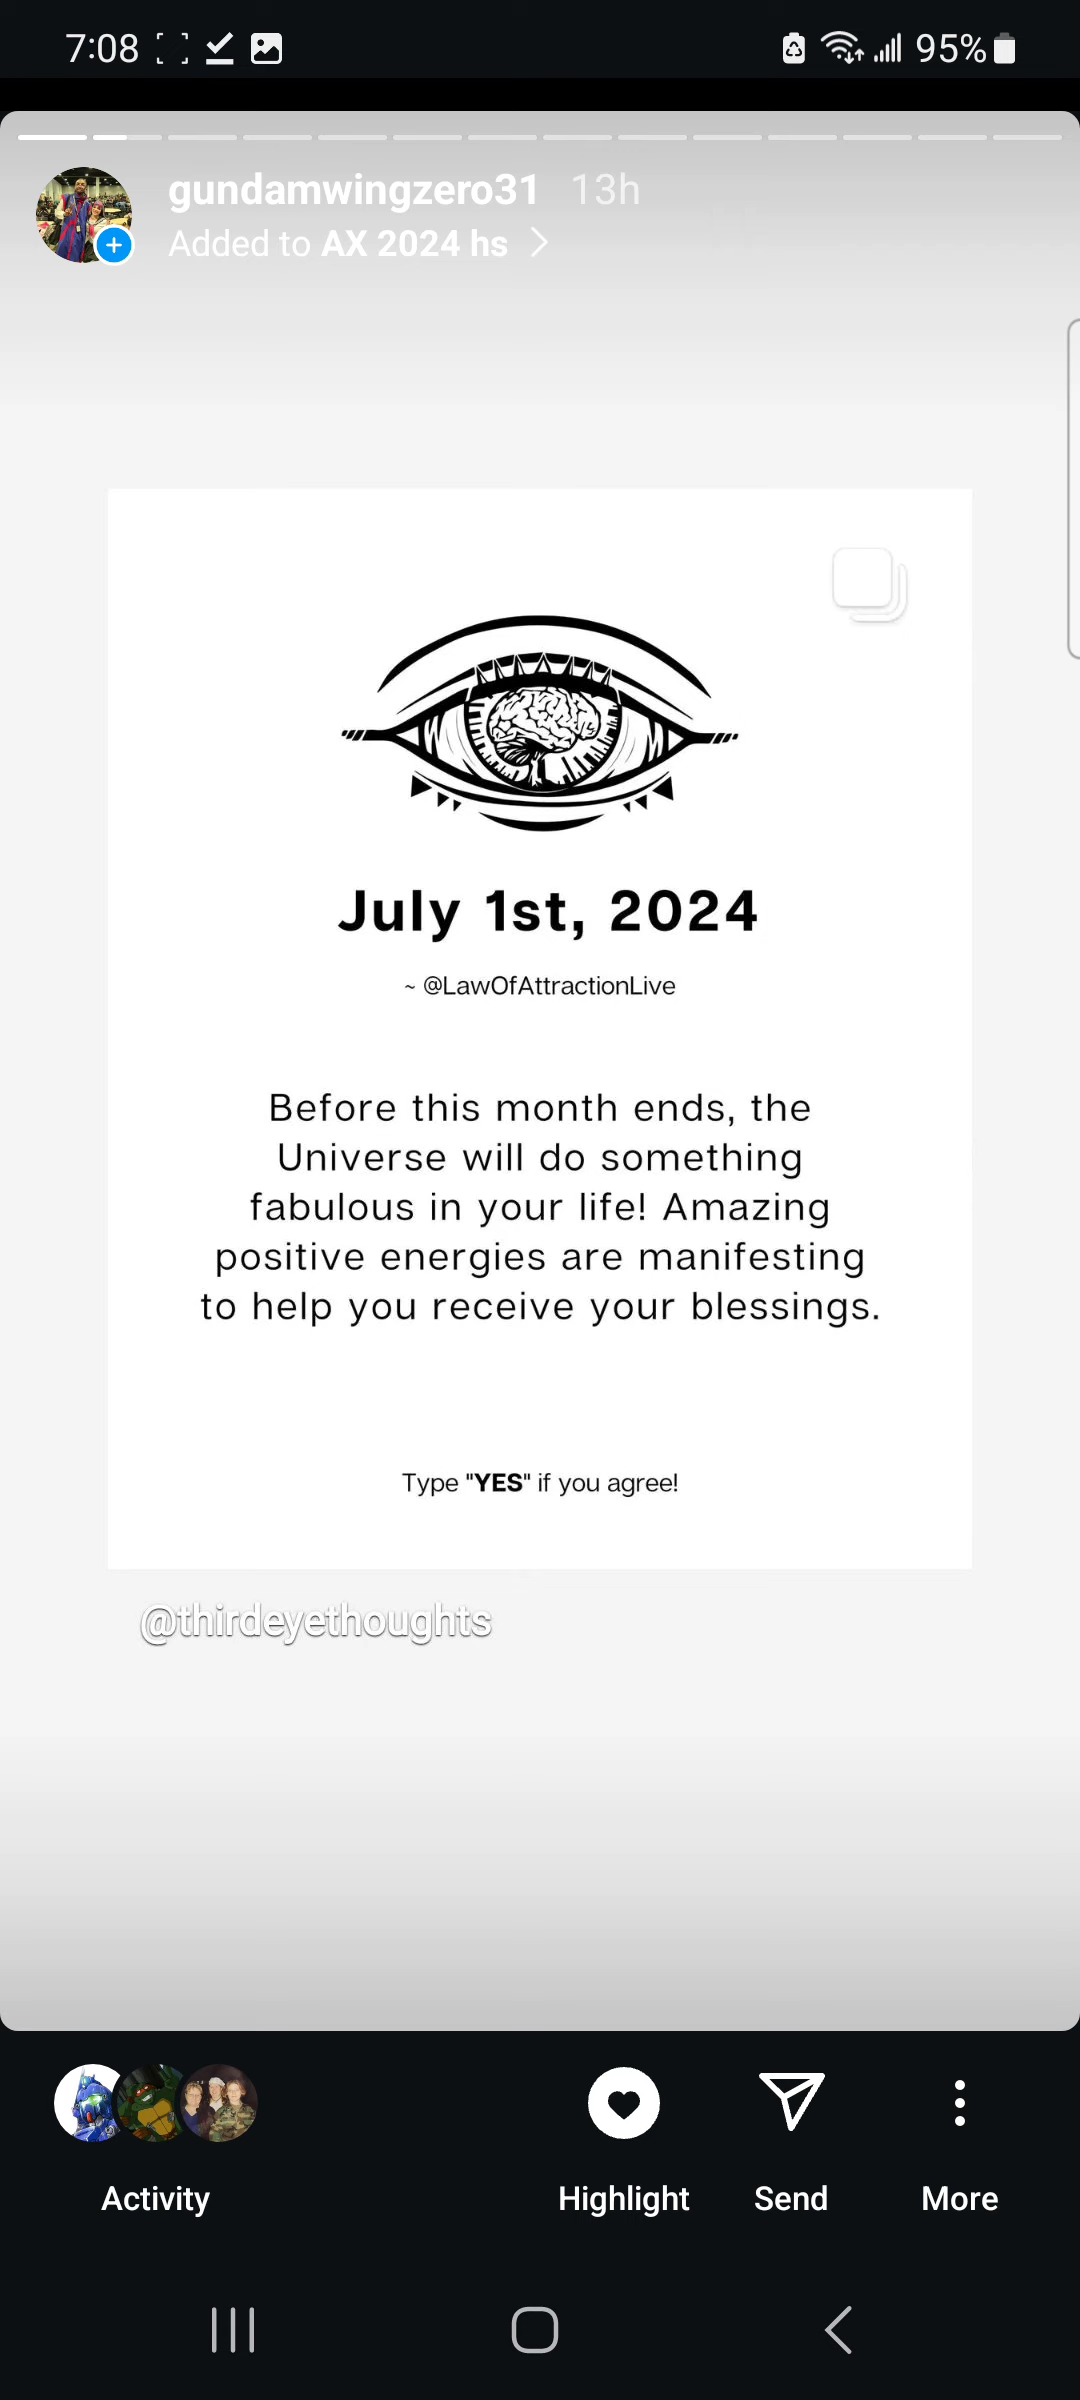 7:08
95%
gundamwingzero31 13h
Added to AX 2024 hs
July 1st, 2024
~ @LawOfAttractionLive
Before this month ends, the
Universe will do something
fabulous in your life! Amazing
positive energies are manifesting
to help you receive your blessings.
Type "YES" if you agree!
@thirdeyethoughts
Activity
Highlight
Send
More